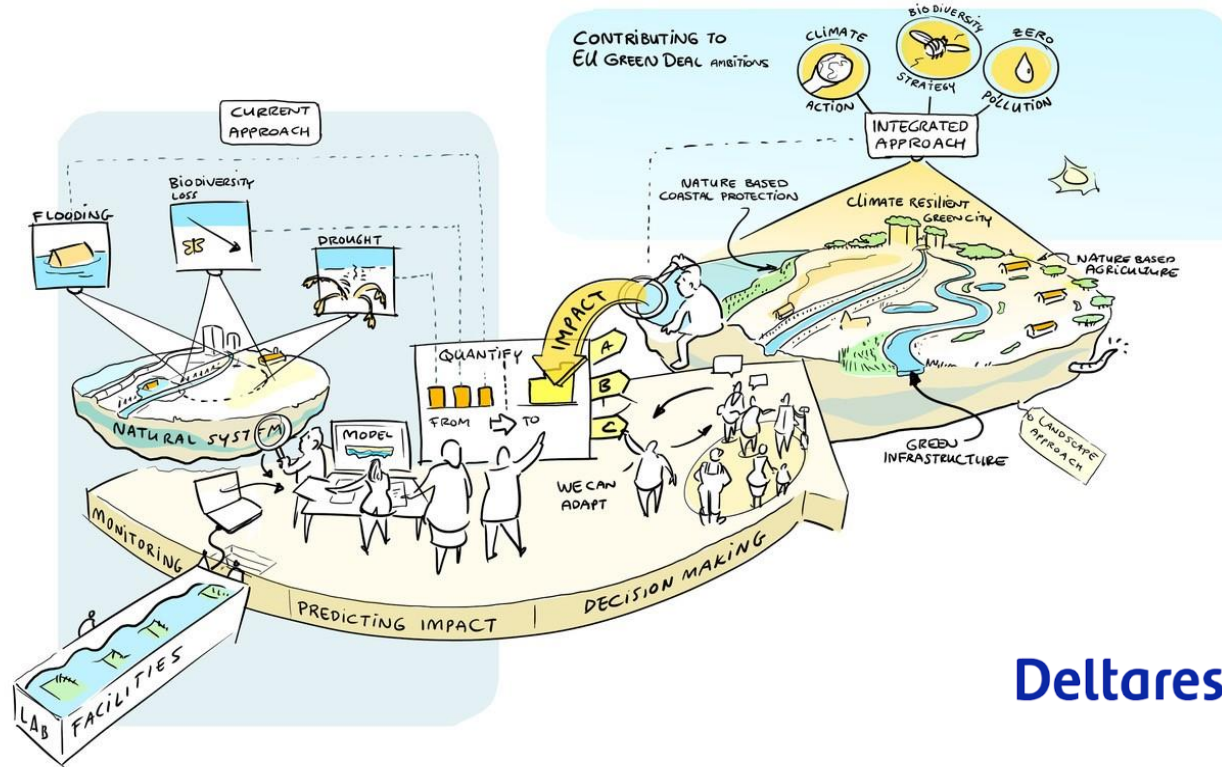 CONTRIBUTING TO
EU GREEN DEAL AMBITIONS
CLIMATE
ACTION
BIODIVERSITY
STRATEGY
ZERO
POLLUTION
INTEGRATED
APPROACH
CURRENT
APPROACH
FLOODING
BIODIVERSITY
LOSS
DROUGHT
NATURE BASED
COASTAL PROTECTION
CLIMATE RESILIENT
GREEN CITY
NATURE BASED
AGRICULTURE
IMPACT
QUANTIFY
FROM
TO
A
B
C
NATURAL SYSTEM
MODEL
WE CAN
ADAPT
GREEN
INFRASTRUCTURE
LANDSCAPE
APPROACH
MONITORING
PREDICTING IMPACT
DECISION MAKING
LAB
FACILITIES
Deltares